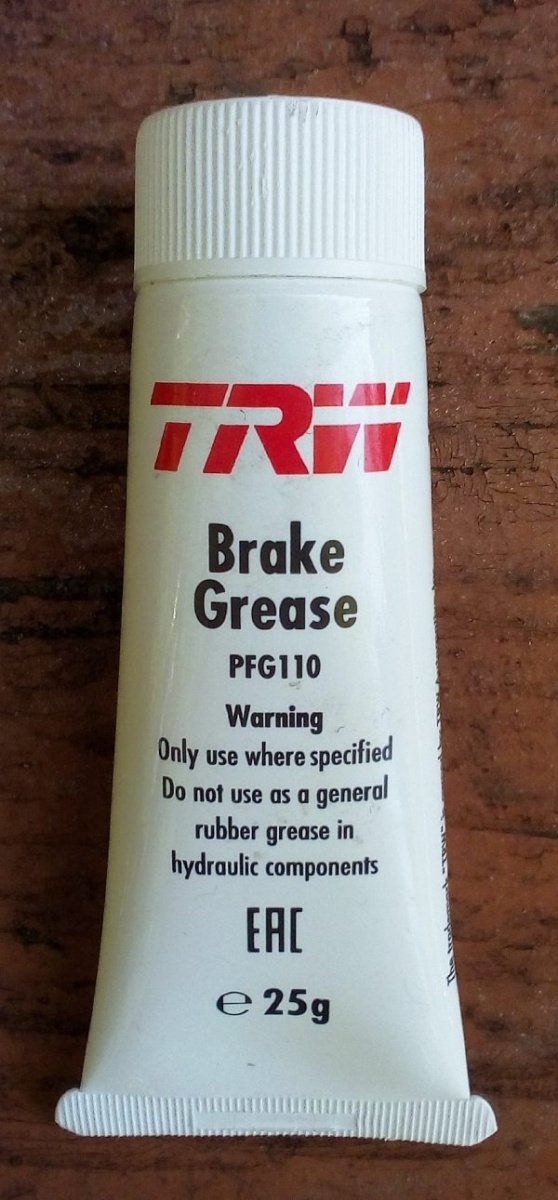 TRW
Brake
Grease
PFG110
Warning
Only use where specified
Do not use as a general
rubber grease in
hydraulic components
EAC
℮ 25g